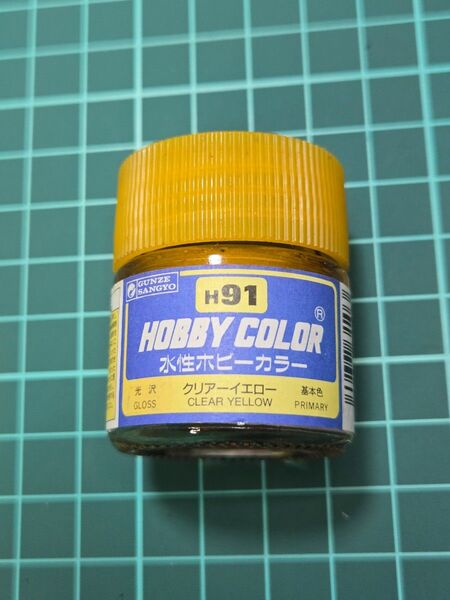 GUNZE
SANGYO
H91
HOBBY COLOR®
水性ホビーカラー
光沢
GLOSS
クリアーイエロー
CLEAR YELLOW
基本色
PRIMARY